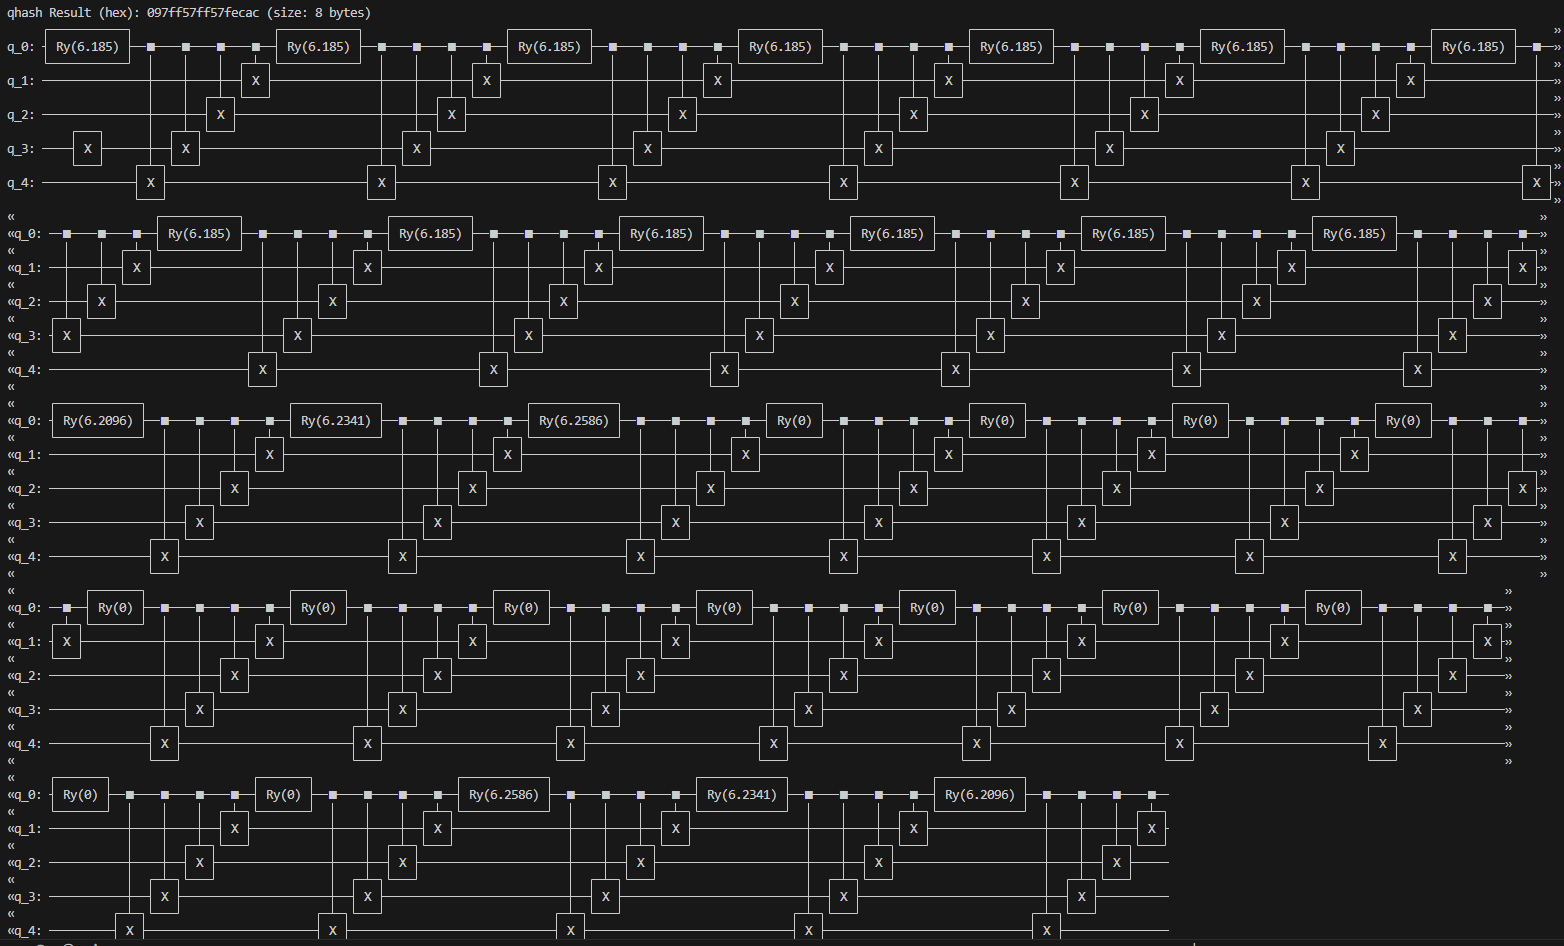 qhash Result (hex): 097ff57ff57fecac (size: 8 bytes)
»
q_0: Ry(6.185) ■ ■ ■ ■ Ry(6.185) ■ ■ ■ ■ Ry(6.185) ■ ■ ■ ■ Ry(6.185) ■ ■ ■ ■ Ry(6.185) ■ ■ ■ ■ Ry(6.185) ■ ■ ■ ■ Ry(6.185) ■ »
»
q_1: X X X X X X »
»
q_2: X X X X X X »
»
q_3: X X X X X X X »
»
q_4: X X X X X X X »
»
«
»
«q_0: ■ ■ ■ Ry(6.185) ■ ■ ■ ■ Ry(6.185) ■ ■ ■ ■ Ry(6.185) ■ ■ ■ ■ Ry(6.185) ■ ■ ■ ■ Ry(6.185) ■ ■ ■ ■ Ry(6.185) ■ ■ ■ ■ »
« »
«q_1: X X X X X X X »
« »
«q_2: X X X X X X X »
« »
«q_3: X X X X X X X »
« »
«q_4: X X X X X X »
« »
« »
«q_0: Ry(6.2096) ■ ■ ■ ■ Ry(6.2341) ■ ■ ■ ■ Ry(6.2586) ■ ■ ■ ■ Ry(0) ■ ■ ■ ■ Ry(0) ■ ■ ■ ■ Ry(0) ■ ■ ■ ■ Ry(0) ■ ■ ■ »
« »
«q_1: X X X X X X »
« »
«q_2: X X X X X X X »
« »
«q_3: X X X X X X X »
« »
«q_4: X X X X X X X »
« »
« »
«q_0: ■ Ry(0) ■ ■ ■ ■ Ry(0) ■ ■ ■ ■ Ry(0) ■ ■ ■ ■ Ry(0) ■ ■ ■ ■ Ry(0) ■ ■ ■ ■ Ry(0) ■ ■ ■ ■ Ry(0) ■ ■ ■ ■ »
« »
«q_1: X X X X X X X X »
« »
«q_2: X X X X X X X »
« »
«q_3: X X X X X X X »
« »
«q_4: X X X X X X X »
« »
«
«q_0: Ry(0) ■ ■ ■ ■ Ry(0) ■ ■ ■ ■ Ry(6.2586) ■ ■ ■ ■ Ry(6.2341) ■ ■ ■ ■ Ry(6.2096) ■ ■ ■ ■
«
«q_1: X X X X X
«
«q_2: X X X X X
«
«q_3: X X X X X
«
«q_4: X X X X X